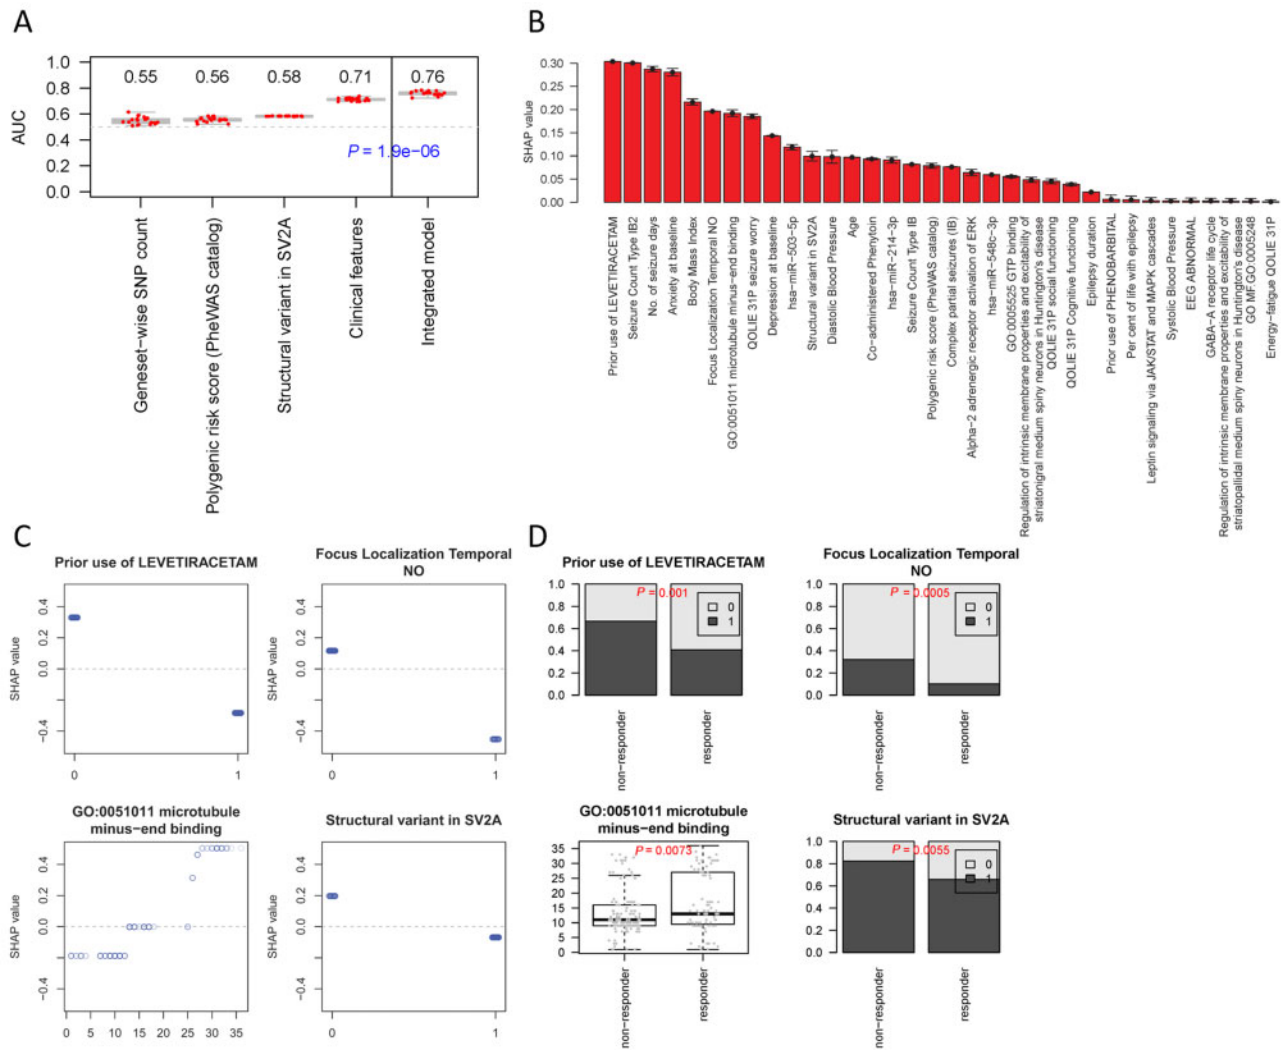 A
1.0
0.8
0.6
0.4
0.2
0.0
AUC
0.55
0.56
0.58
0.71
0.76
P = 1.9e−06
Geneset−wise SNP count
Polygenic risk score (PheWAS catalog)
Structural variant in SV2A
Clinical features
Integrated model
B
0.30
0.25
0.20
0.15
0.10
0.05
0.00
SHAP value
Prior use of LEVETIRACETAM
Seizure Count Type IB2
No. of seizure days
Anxiety at baseline
Body Mass Index
Focus Localization Temporal NO
GO:0051011 microtubule minus−end binding
QOLIE 31P seizure worry
Depression at baseline
hsa−miR−503−5p
Structural variant in SV2A
Diastolic Blood Pressure
Age
Co−administered Phenytoin
hsa−miR−214−3p
Seizure Count Type IB
Polygenic risk score (PheWAS catalog)
Complex partial seizures (IB)
Alpha−2 adrenergic receptor activation of ERK
hsa−miR−548c−3p
GO:0005525 GTP binding
Regulation of intrinsic membrane properties and excitability of
striatonigral medium spiny neurons in Huntington's disease
QOLIE 31P social functioning
QOLIE 31P Cognitive functioning
Epilepsy duration
Prior use of PHENOBARBITAL
Per cent of life with epilepsy
Leptin signaling via JAK/STAT and MAPK cascades
Systolic Blood Pressure
EEG ABNORMAL
GABA−A receptor life cycle
Regulation of intrinsic membrane properties and excitability of
striatopallidal medium spiny neurons in Huntington's disease
GO MF:GO:0005248
Energy−fatigue QOLIE 31P
C
Prior use of LEVETIRACETAM
SHAP value
0.4
0.2
0.0
−0.4
0
1
Focus Localization Temporal
NO
SHAP value
0.4
0.2
0.0
−0.4
0
1
GO:0051011 microtubule
minus−end binding
SHAP value
0.4
0.2
0.0
−0.4
0 5 10 15 20 25 30 35
Structural variant in SV2A
SHAP value
0.4
0.2
0.0
−0.4
0
1
D
Prior use of LEVETIRACETAM
P = 0.001
1.0
0.8
0.6
0.4
0.2
0.0
0
1
non−responder
responder
Focus Localization Temporal
NO
P = 0.0005
1.0
0.8
0.6
0.4
0.2
0.0
0
1
non−responder
responder
GO:0051011 microtubule
minus−end binding
P = 0.0073
35
30
25
20
15
10
5
0
non−responder
responder
Structural variant in SV2A
P = 0.0055
1.0
0.8
0.6
0.4
0.2
0.0
0
1
non−responder
responder